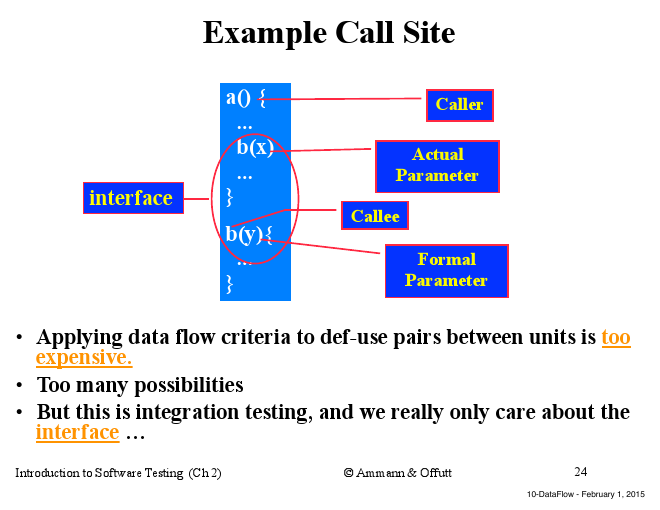 Example Call Site
a() {
Caller
...
b(x)
Actual
Parameter
...
interface
}
Callee
b(y){
Formal
...
Parameter
}
• Applying data flow criteria to def-use pairs between units is too
expensive.
• Too many possibilities
• But this is integration testing, and we really only care about the
interface …
Introduction to Software Testing (Ch 2)
© Ammann & Offutt
24
10-DataFlow - February 1, 2015